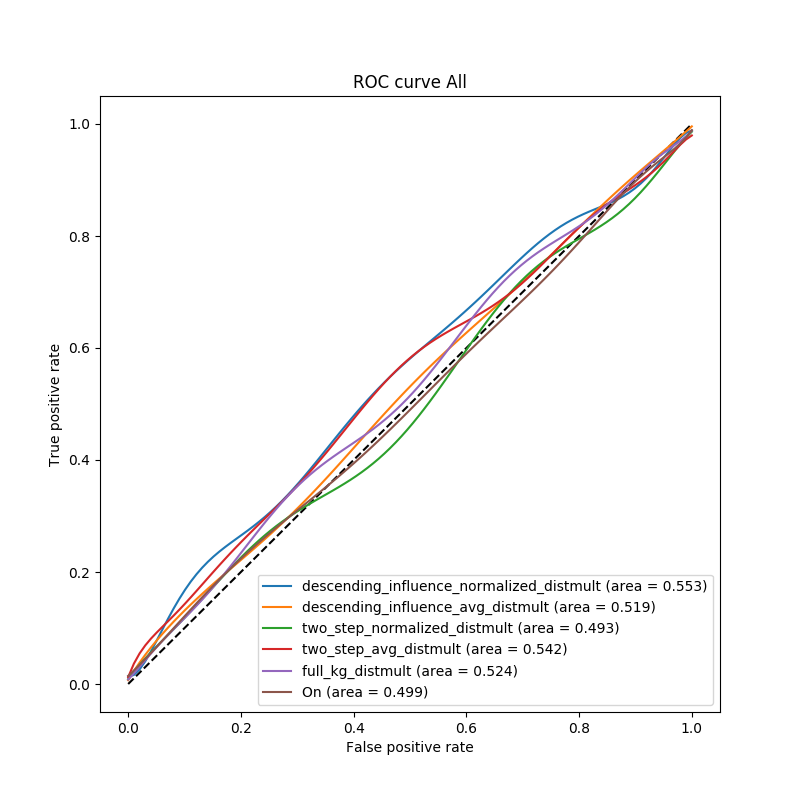 ROC curve All
True positive rate
1.0
0.8
0.6
0.4
0.2
0.0
descending_influence_normalized_distmult (area = 0.553)
descending_influence_avg_distmult (area = 0.519)
two_step_normalized_distmult (area = 0.493)
two_step_avg_distmult (area = 0.542)
full_kg_distmult (area = 0.524)
On (area = 0.499)
0.0 0.2 0.4 0.6 0.8 1.0
False positive rate